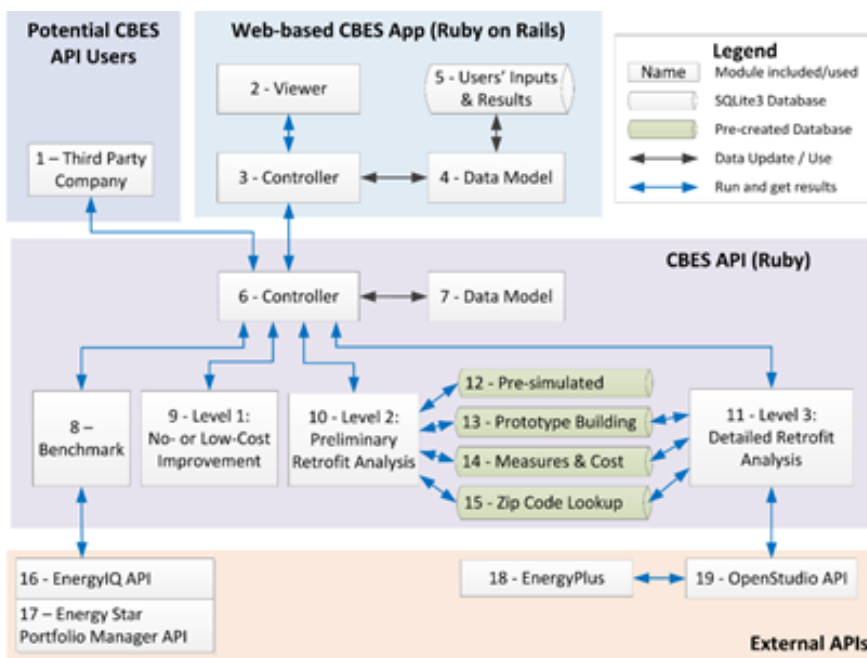 Potential CBES
API Users
1 – Third Party
Company
Web-based CBES App (Ruby on Rails)
2 - Viewer
5 - Users' Inputs
& Results
3 - Controller
4 - Data Model
Legend
Name
Module included/used
SQLite3 Database
Pre-created Database
Data Update / Use
Run and get results
CBES API (Ruby)
6 - Controller
7 - Data Model
8 –
Benchmark
9 - Level 1:
No- or Low-Cost
Improvement
10 - Level 2:
Preliminary
Retrofit Analysis
12 - Pre-simulated
13 - Prototype Building
14 - Measures & Cost
15 - Zip Code Lookup
11 - Level 3:
Detailed Retrofit
Analysis
16 - EnergyIQ API
17 – Energy Star
Portfolio Manager API
18 - EnergyPlus
19 - OpenStudio API
External APIs